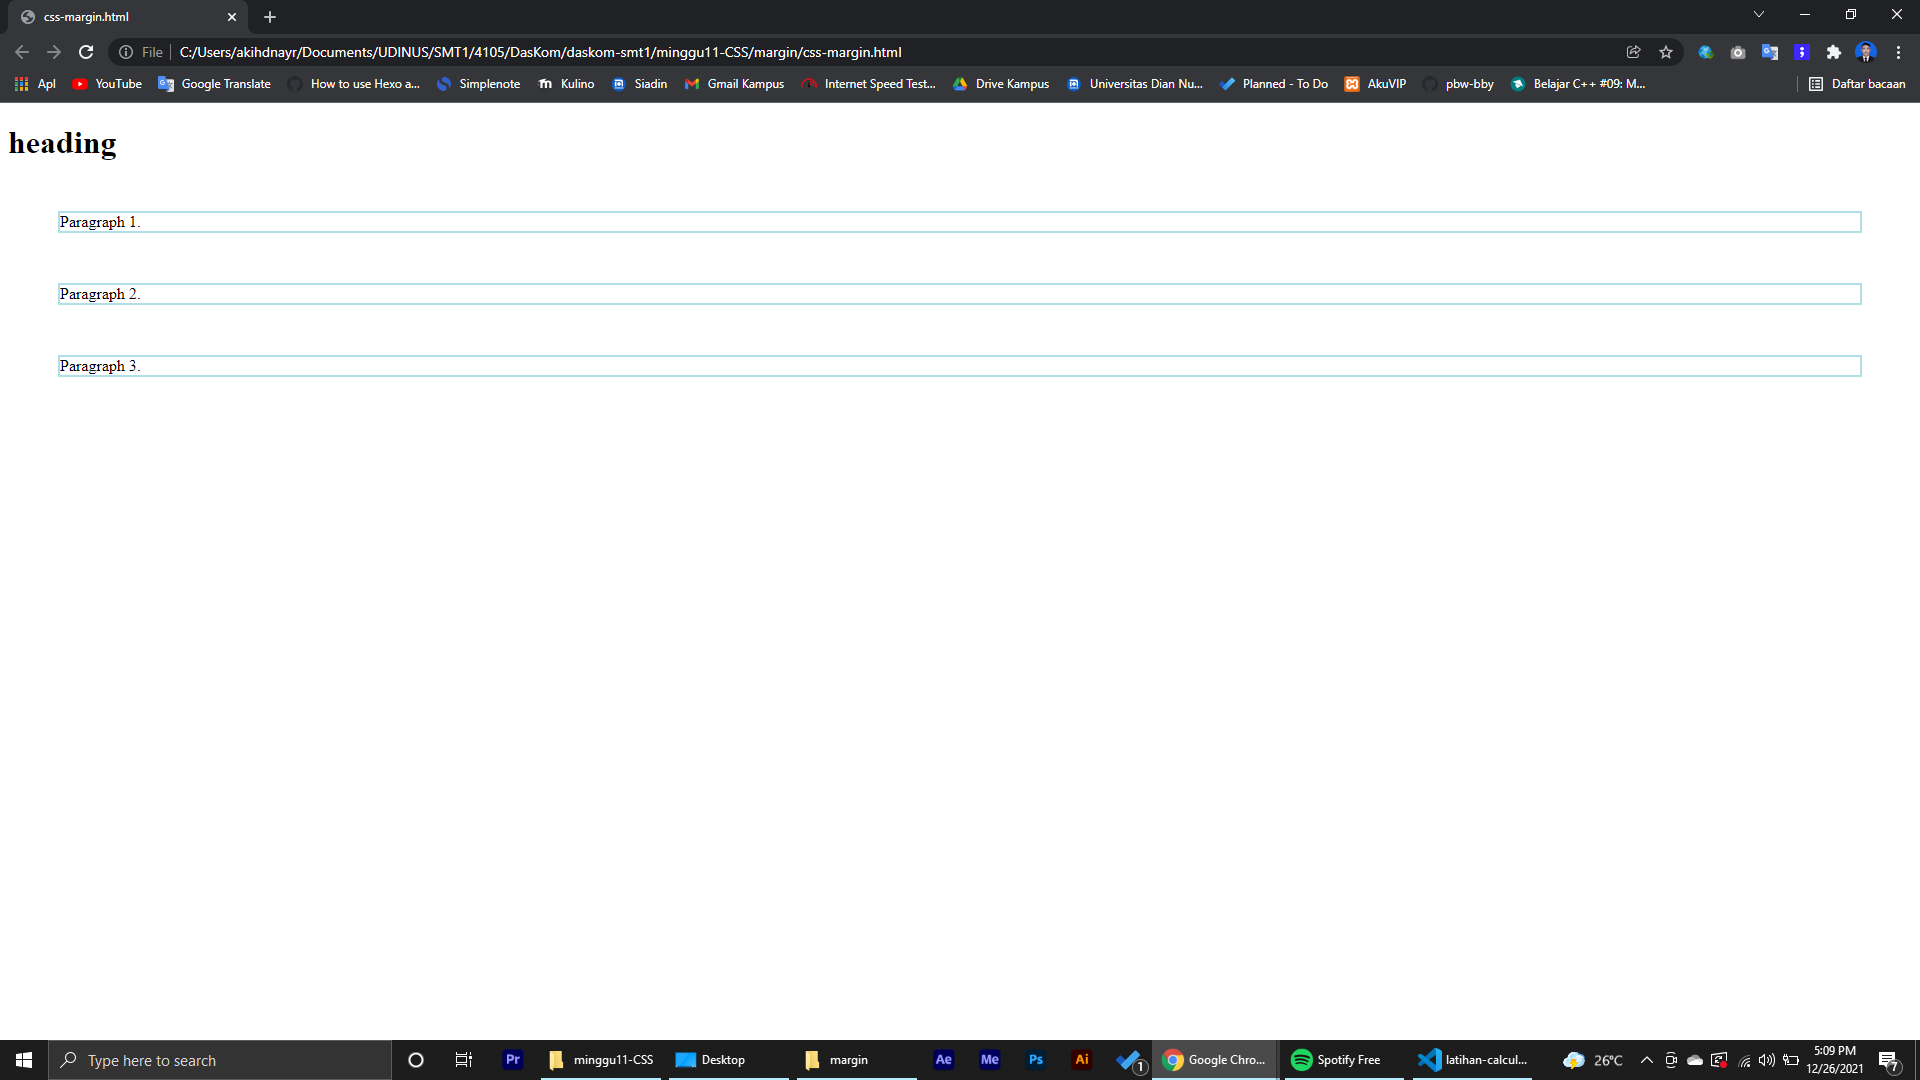 css-margin.html
File C:/Users/akihdnayr/Documents/UDINUS/SMT1/4105/DasKom/daskom-smt1/minggu11-CSS/margin/css-margin.html
Apl YouTube Google Translate How to use Hexo a... Simplenote Kulino Siadin Gmail Kampus Internet Speed Test... Drive Kampus Universitas Dian Nu... Planned - To Do AkuVIP pbw-bby Belajar C++ #09: M... Daftar bacaan
heading
Paragraph 1.
Paragraph 2.
Paragraph 3.
Type here to search Pr minggu11-CSS Desktop margin Ae Me Ps Ai 1 Google Chro... Spotify Free latihan-calcul... 26°C 5:09 PM 7
12/26/2021